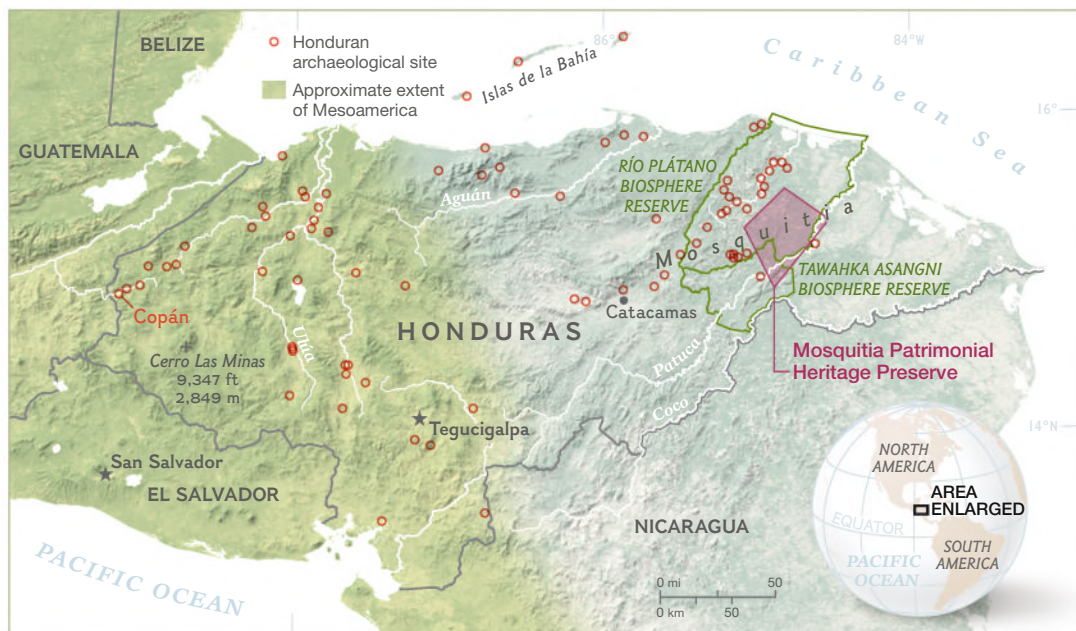 BELIZE
Honduran
archaeological site
Approximate extent
of Mesoamerica
86°
84°W
Islas de la Bahía
Caribbean Sea
16°
GUATEMALA
RÍO PLÁTANO
BIOSPHERE
RESERVE
Aguán
Mosquitia
TAWAHKA ASANGNI
BIOSPHERE RESERVE
Copán
Catacamas
HONDURAS
Ulúa
Cerro Las Minas
9,347 ft
2,849 m
Patuca
Coco
Mosquitia Patrimonial
Heritage Preserve
Tegucigalpa
14°N
San Salvador
EL SALVADOR
NICARAGUA
PACIFIC OCEAN
0 mi 50
0 km 50
NORTH
AMERICA
AREA
ENLARGED
EQUATOR
SOUTH
AMERICA
PACIFIC
OCEAN